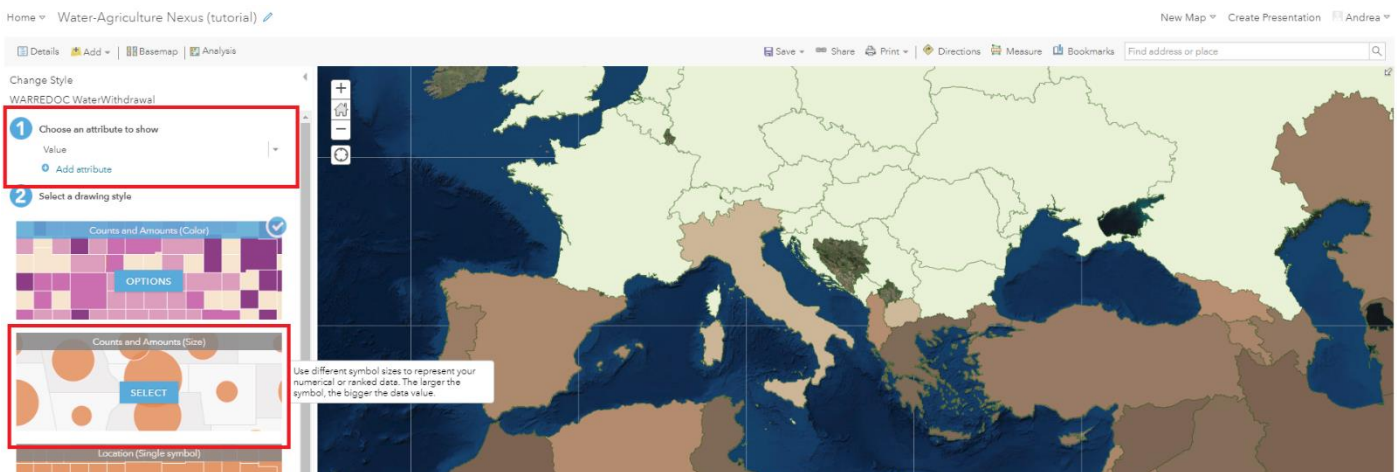 Home Water-Agriculture Nexus (tutorial) New Map Create Presentation Andrea
Details Add Basemap Analysis Save Share Print Directions Measure Bookmarks Find address or place
Change Style
WARREDOC WaterWithdrawal
1 Choose an attribute to show
Value
Add attribute
2 Select a drawing style
Counts and Amounts (Color)
OPTIONS
Counts and Amounts (Size)
SELECT
Use different symbol sizes to represent your
numerical or ranked data. The larger the
symbol, the bigger the data value.
Location (Single symbol)